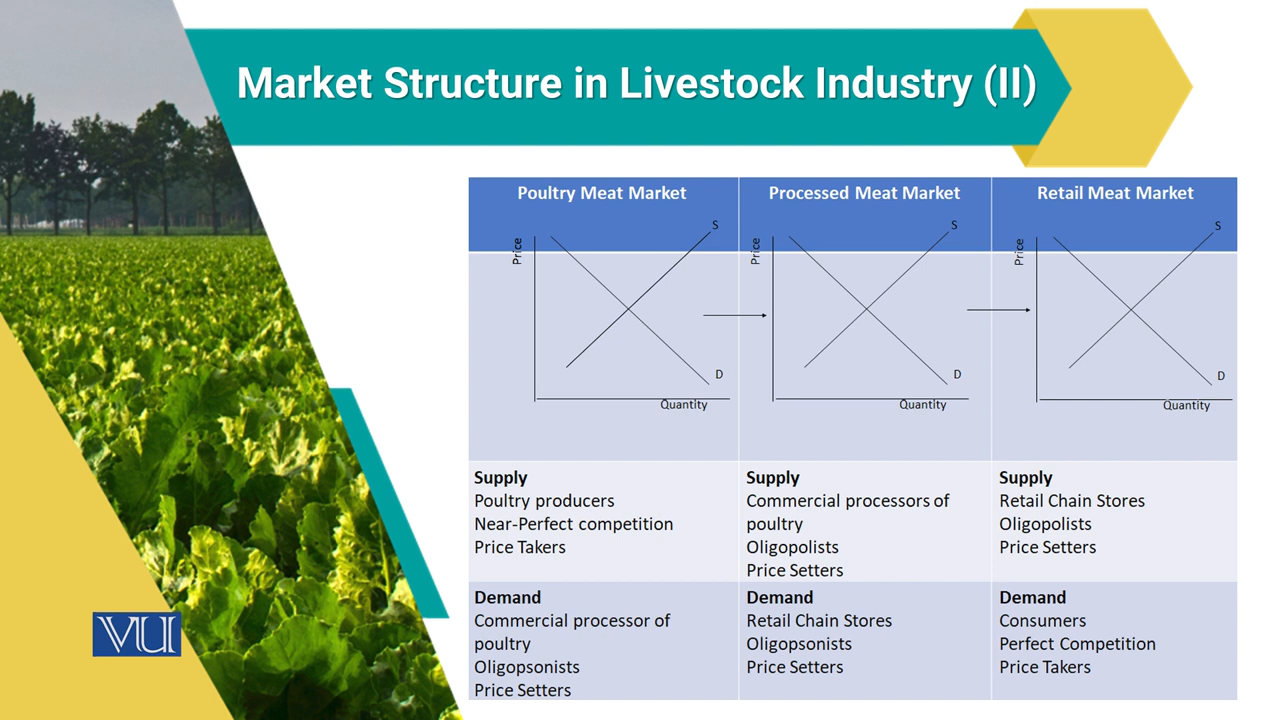 Market Structure in Livestock Industry (II)
Poultry Meat Market
Processed Meat Market
Retail Meat Market
Price
S
D
Quantity
Price
S
D
Quantity
Price
S
D
Quantity
Supply
Poultry producers
Near-Perfect competition
Price Takers
Supply
Commercial processors of
poultry
Oligopolists
Price Setters
Supply
Retail Chain Stores
Oligopolists
Price Setters
Demand
Commercial processor of
poultry
Oligopsonists
Price Setters
Demand
Retail Chain Stores
Oligopsonists
Price Setters
Demand
Consumers
Perfect Competition
Price Takers
VU